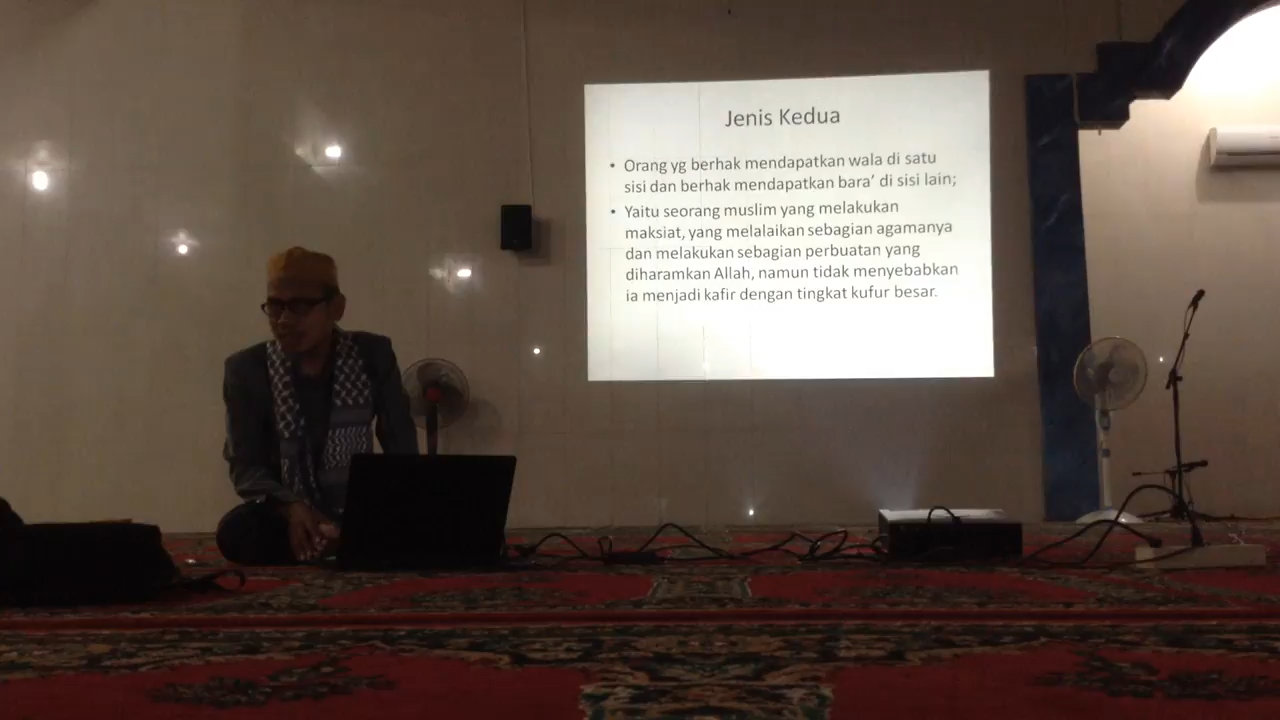 Jenis Kedua
• Orang yg berhak mendapatkan wala di satu
sisi dan berhak mendapatkan bara’ di sisi lain;
• Yaitu seorang muslim yang melakukan
maksiat, yang melalaikan sebagian agamanya
dan melakukan sebagian perbuatan yang
diharamkan Allah, namun tidak menyebabkan
ia menjadi kafir dengan tingkat kufur besar.